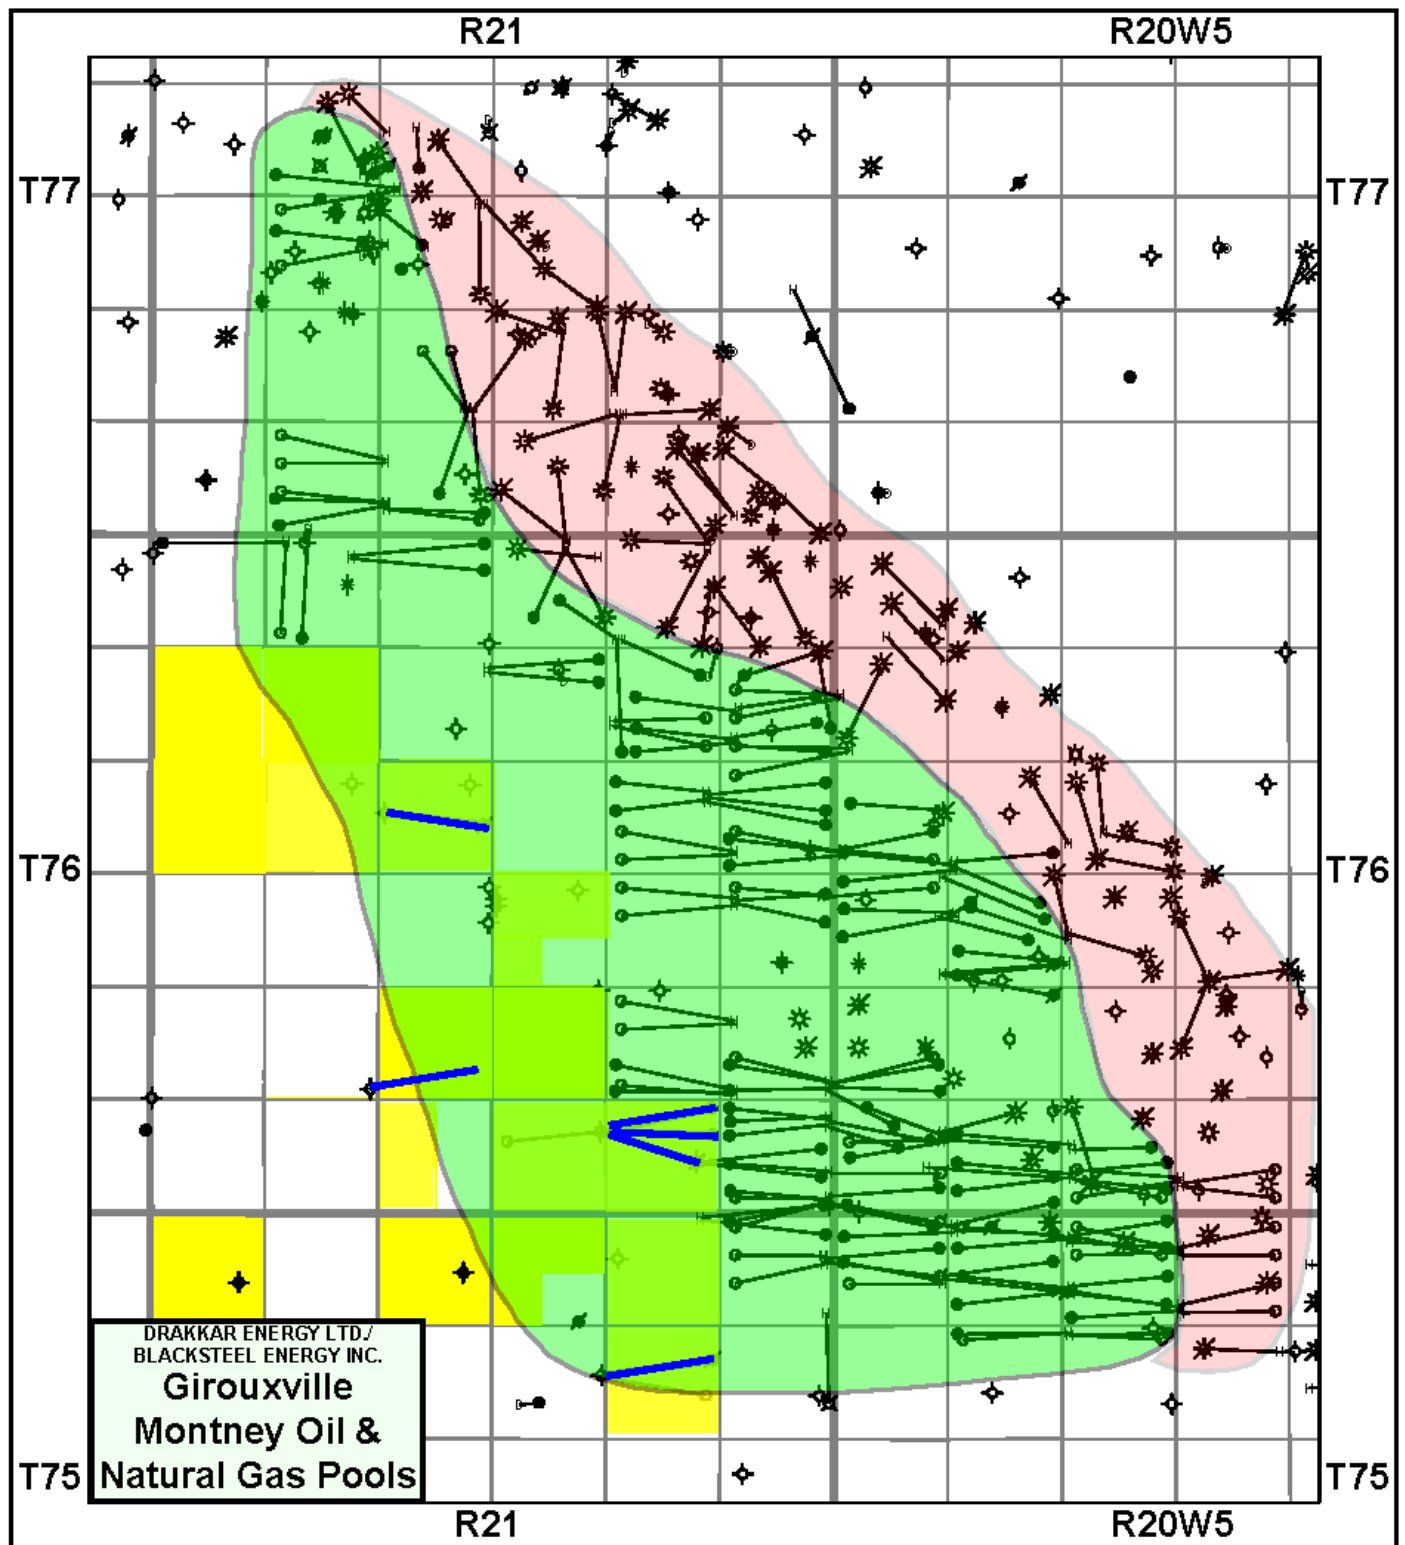 R21 R20W5
T77 T77
T76 T76
DRAKKAR ENERGY LTD./
BLACKSTEEL ENERGY INC.
Girouxville
Montney Oil &
Natural Gas Pools
T75 T75
R21 R20W5